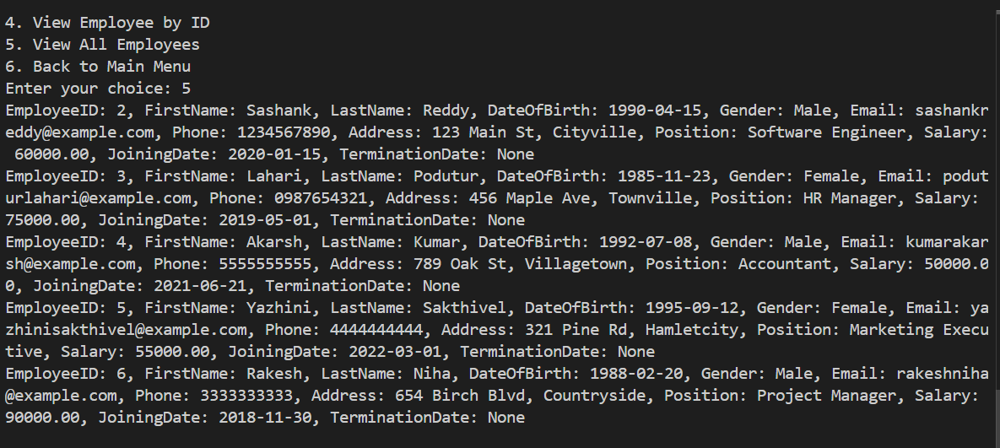 4. View Employee by ID
5. View All Employees
6. Back to Main Menu
Enter your choice: 5
EmployeeID: 2, FirstName: Sashank, LastName: Reddy, DateOfBirth: 1990-04-15, Gender: Male, Email: sashankr
eddy@example.com, Phone: 1234567890, Address: 123 Main St, Cityville, Position: Software Engineer, Salary:
 60000.00, JoiningDate: 2020-01-15, TerminationDate: None
EmployeeID: 3, FirstName: Lahari, LastName: Podutur, DateOfBirth: 1985-11-23, Gender: Female, Email: podut
urlahari@example.com, Phone: 0987654321, Address: 456 Maple Ave, Townville, Position: HR Manager, Salary:
75000.00, JoiningDate: 2019-05-01, TerminationDate: None
EmployeeID: 4, FirstName: Akarsh, LastName: Kumar, DateOfBirth: 1992-07-08, Gender: Male, Email: kumarakar
sh@example.com, Phone: 5555555555, Address: 789 Oak St, Villagetown, Position: Accountant, Salary: 50000.0
0, JoiningDate: 2021-06-21, TerminationDate: None
EmployeeID: 5, FirstName: Yazhini, LastName: Sakthivel, DateOfBirth: 1995-09-12, Gender: Female, Email: ya
zhinisakthivel@example.com, Phone: 4444444444, Address: 321 Pine Rd, Hamletcity, Position: Marketing Execu
tive, Salary: 55000.00, JoiningDate: 2022-03-01, TerminationDate: None
EmployeeID: 6, FirstName: Rakesh, LastName: Niha, DateOfBirth: 1988-02-20, Gender: Male, Email: rakeshniha
@example.com, Phone: 3333333333, Address: 654 Birch Blvd, Countryside, Position: Project Manager, Salary:
90000.00, JoiningDate: 2018-11-30, TerminationDate: None